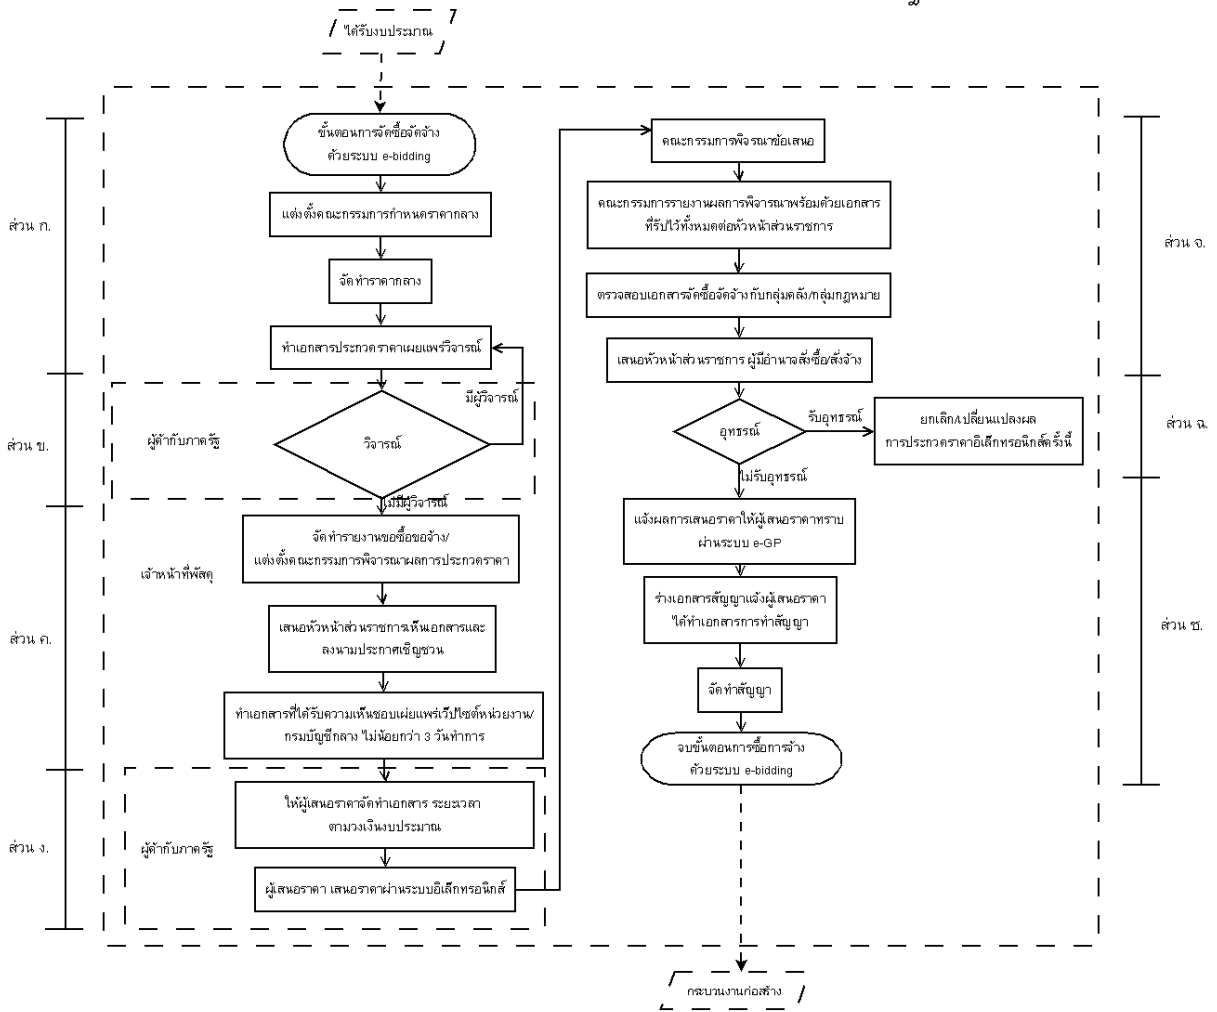 ได้รับงบประมาณ
ขั้นตอนการจัดซื้อจัดจ้าง
ด้วยระบบ e-bidding
แต่งตั้งคณะกรรมการกำหนดราคากลาง
จัดทำราคากลาง
ทำเอกสารประกวดราคาเผยแพร่วิจารณ์
มีผู้วิจารณ์
วิจารณ์
ผู้ค้ากับภาครัฐ
ไม่มีผู้วิจารณ์
จัดทำรายงานขอซื้อขอจ้าง/
แต่งตั้งคณะกรรมการพิจารณาผลการประกวดราคา
เจ้าหน้าที่พัสดุ
เสนอหัวหน้าส่วนราชการเห็นเอกสารและ
ลงนามประกาศเชิญชวน
ทำเอกสารที่ได้รับความเห็นชอบเผ่ยแพร่เว็ปไซต์หน่วยงาน/
กรมบัญชีกลาง ไม่น้อยกว่า 3 วันทำการ
ให้ผู้เสนอราคาจัดทำเอกสาร ระยะเวลา
ตามวงเงินงบประมาณ
ผู้ค้ากับภาครัฐ
ผู้เสนอราคา เสนอราคาผ่านระบบอิเล็กทรอนิกส์
ส่วน ก.
ส่วน ข.
ส่วน ค.
ส่วน ง.
คณะกรรมการพิจรณาข้อเสนอ
คณะกรรมการรายงานผลการพิจารณาพร้อมด้วยเอกสาร
ที่รับไว้ทั้งหมดต่อหัวหน้าส่วนราชการ
ตรวจสอบเอกสารจัดซื้อจัดจ้างกับกลุ่มคลัง/กลุ่มกฎหมาย
เสนอหัวหน้าส่วนราชการ ผู้มีอำนาจสั่งซื้อ/สั่งจ้าง
อุทธรณ์
รับอุทธรณ์
ยกเลิก/เปลี่ยนแปลงผล
การประกวดราคาอิเล็กทรอนิกส์ครั้งนี้
ไม่รับอุทธรณ์
แจ้งผลการเสนอราคาให้ผู้เสนอราคาทราบ
ผ่านระบบ e-GP
ร่างเอกสารสัญญาแจ้งผู้เสนอราคา
ได้ทำเอกสารการทำสัญญา
จัดทำสัญญา
จบขั้นตอนการซื้อการจ้าง
ด้วยระบบ e-bidding
กระบวนงานก่อสร้าง
ส่วน จ.
ส่วน ฉ.
ส่วน ช.